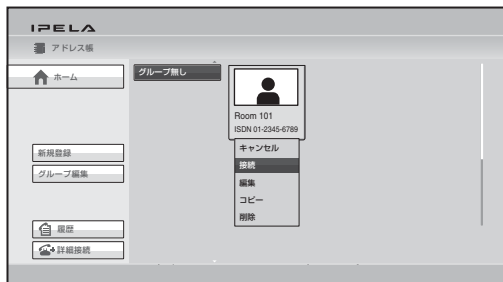 IPELA
アドレス帳
ホーム
グループ無し
Room 101
ISDN 01-2345-6789
キャンセル
接続
編集
コピー
削除
新規登録
グループ編集
履歴
詳細接続